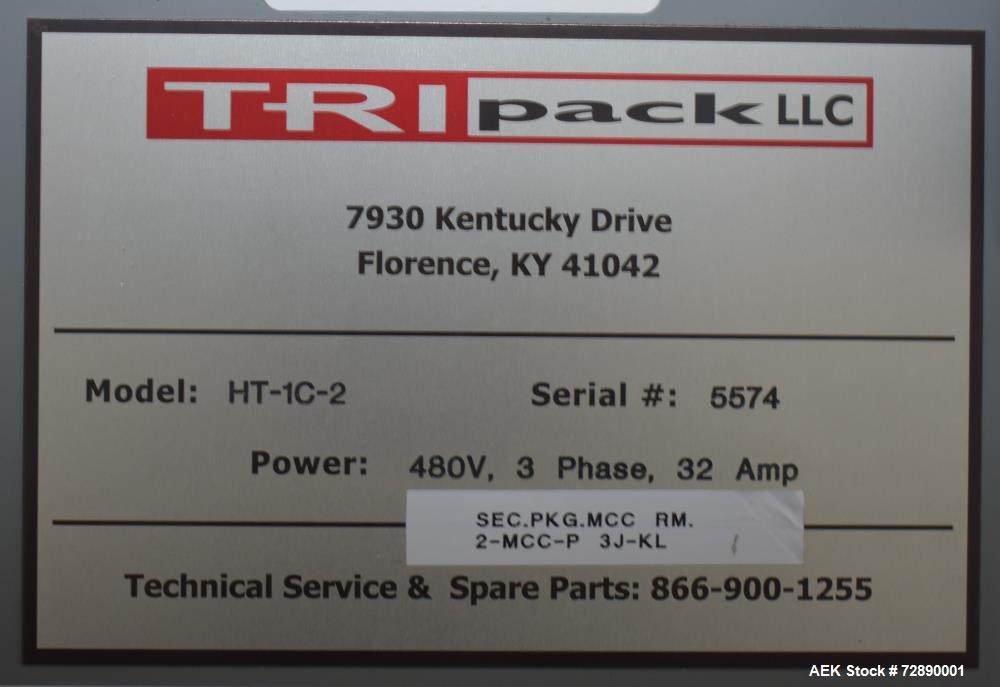 TRI pack LLC
7930 Kentucky Drive
Florence, KY 41042
Model: HT-1C-2 Serial #: 5574
Power: 480V, 3 Phase, 32 Amp
SEC.PKG.MCC RM.
2-MCC-P 3J-KL
Technical Service & Spare Parts: 866-900-1255
AEK Stock # 72890001